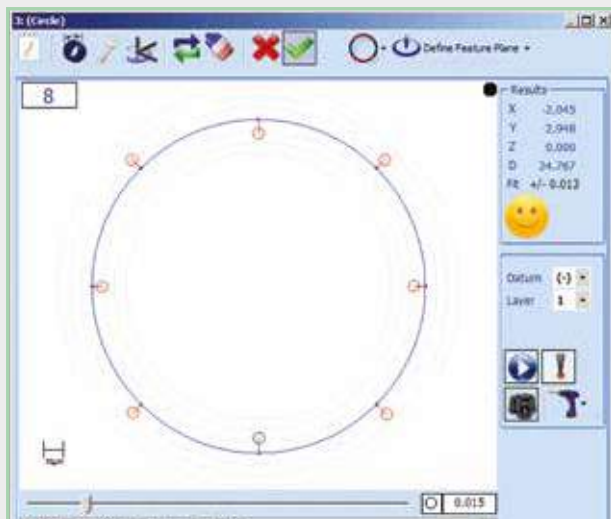 3: (Circle)
Define Feature Plane
8
Results
X -2.045
Y 2.948
Z 0.000
D 24.767
Fit +/- 0.013
Datum (-)
Layer 1
0.015